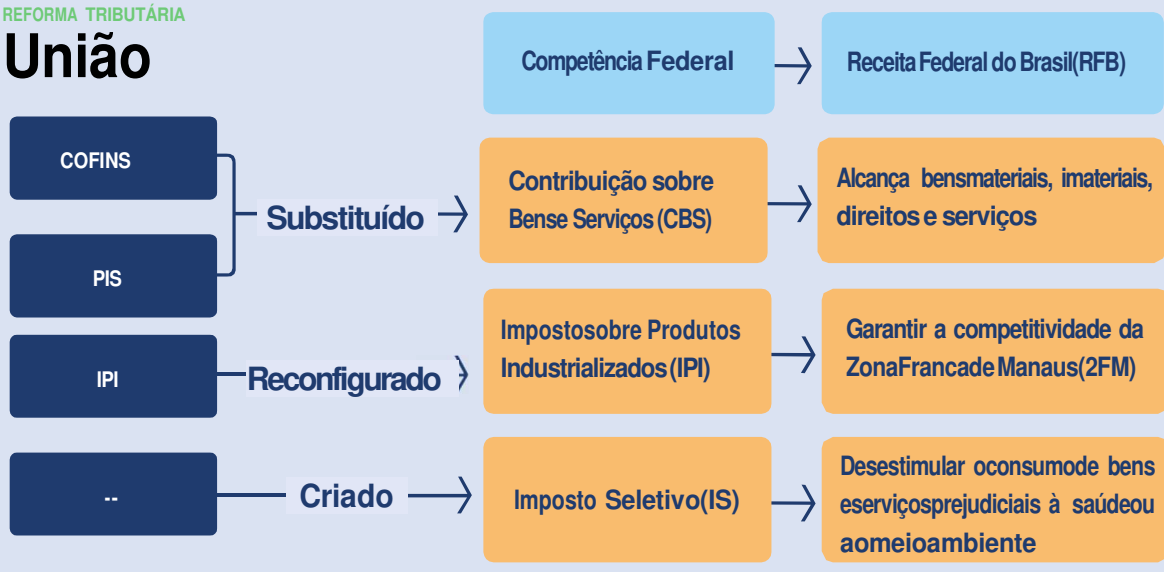 REFORMA TRIBUTÁRIA
União
Competência Federal
Receita Federal do Brasil(RFB)
COFINS
PIS
Substituído
Contribuição sobre
Bense Serviços (CBS)
Alcança bensmateriais, imateriais,
direitos e serviços
IPI
Reconfigurado
Impostosobre Produtos
Industrializados (IPI)
Garantir a competitividade da
ZonaFrancadeManaus(2FM)
--
Criado
Imposto Seletivo(IS)
Desestimular oconsumode bens
eserviçosprejudiciais à saúdeou
aomeioambiente